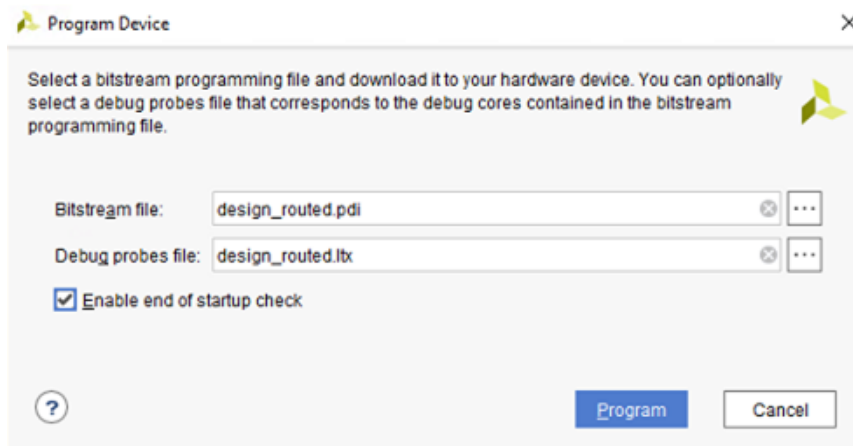 Program Device
Select a bitstream programming file and download it to your hardware device. You can optionally
select a debug probes file that corresponds to the debug cores contained in the bitstream
programming file.
Bitstream file: design_routed.pdi ...
Debug probes file: design_routed.ltx ...
Enable end of startup check
? Program Cancel